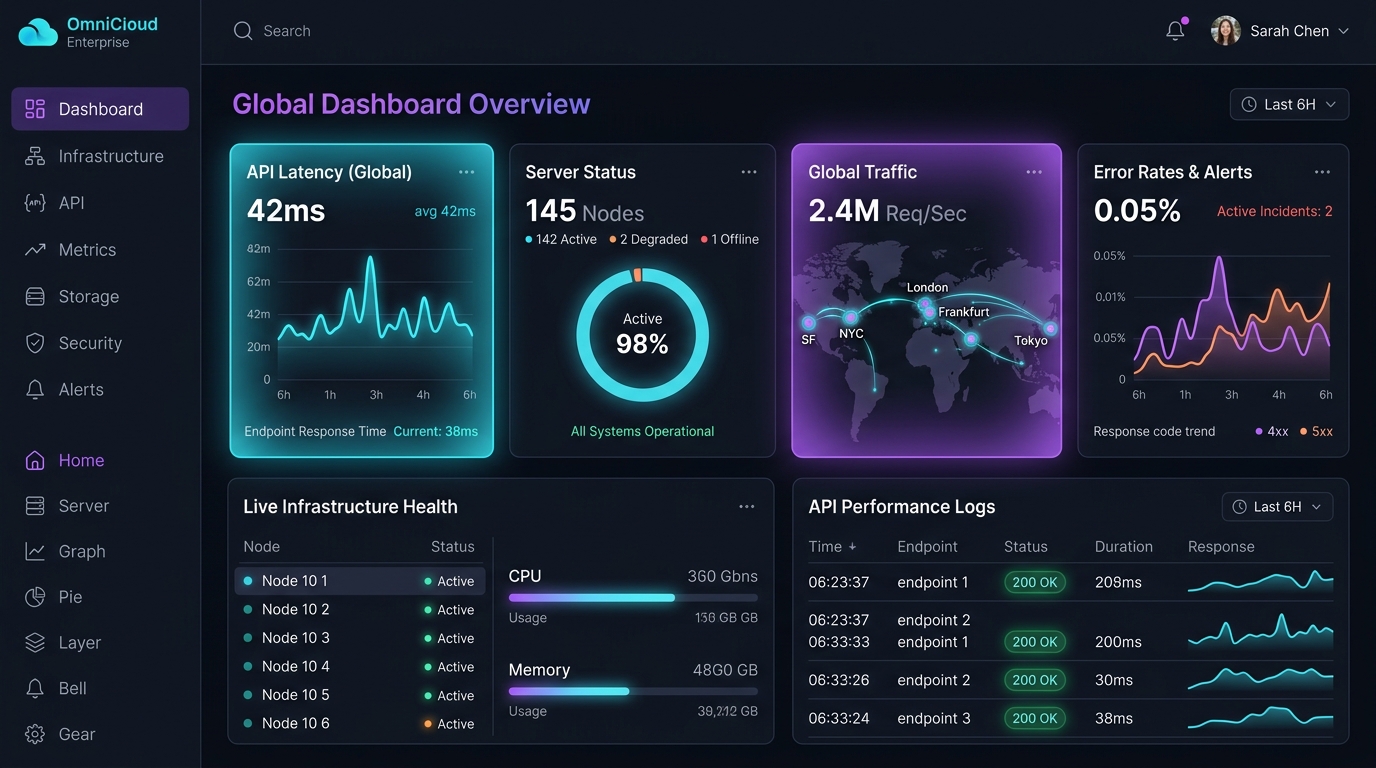 OmniCloud
Enterprise
Search
Sarah Chen
Dashboard
Infrastructure
API
Metrics
Storage
Security
Alerts
Home
Server
Graph
Pie
Layer
Bell
Gear
Global Dashboard Overview
Last 6H
API Latency (Global)
42ms
avg 42ms
82m
62m
42m
20m
0
6h 1h 3h 4h 6h
Endpoint Response Time Current: 38ms
Server Status
145 Nodes
142 Active 2 Degraded 1 Offline
Active
98%
All Systems Operational
Global Traffic
2.4M Req/Sec
London
Frankfurt
NYC
SF
Tokyo
Error Rates & Alerts
0.05% Active Incidents: 2
0.05%
0.01%
0.05%
0
6h 1h 3h 4h 6h
Response code trend 4xx 5xx
Live Infrastructure Health
Node Status
Node 10 1 Active
Node 10 2 Active
Node 10 3 Active
Node 10 4 Active
Node 10 5 Active
Node 10 6 Active
CPU 360 Gbns
Usage GB GB
Memory 48G0 GB
Usage GB
API Performance Logs
Last 6H
Time Endpoint Status Duration Response
06:23:37 endpoint 1 200 OK 208ms
06:23:37 endpoint 2
06:33:33 endpoint 1 200 OK 200ms
06:33:26 endpoint 2 200 OK 30ms
06:33:24 endpoint 3 200 OK 38ms